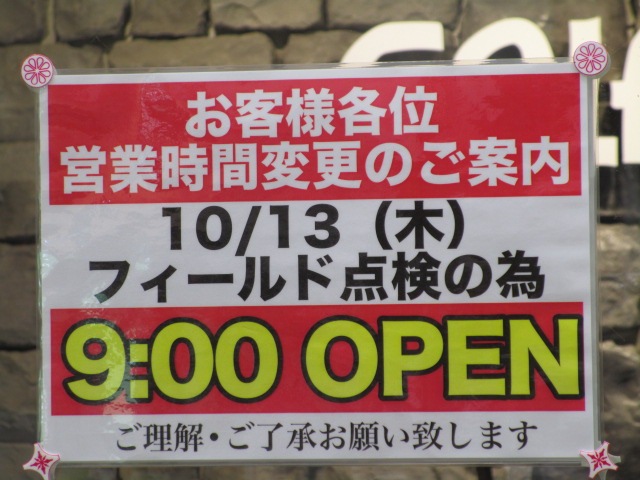 お客様各位
営業時間変更のご案内
10/13（木）
フィールド点検の為
9:00 OPEN
ご理解・ご了承お願い致します